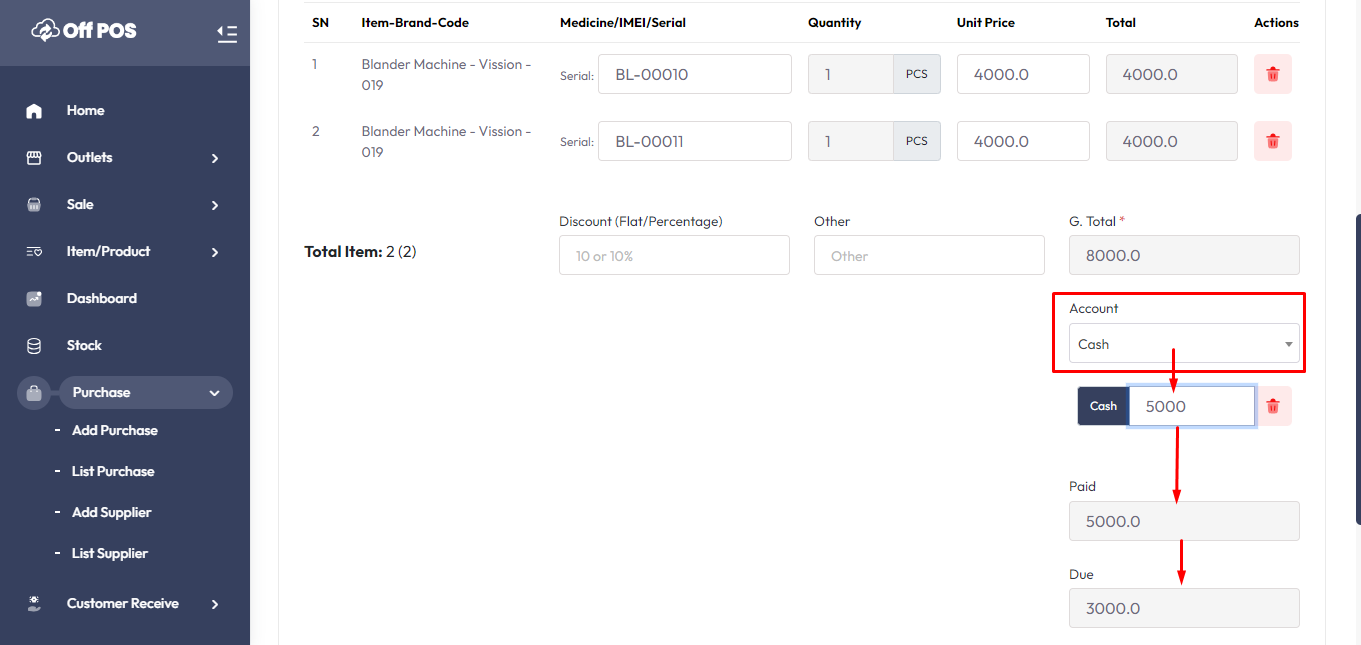 Off POS
Home
Outlets
Sale
Item/Product
Dashboard
Stock
Purchase
- Add Purchase
- List Purchase
- Add Supplier
- List Supplier
Customer Receive
SN Item-Brand-Code Medicine/IMEI/Serial Quantity Unit Price Total Actions
1 Blander Machine - Vission - 019 Serial: BL-00010 1 PCS 4000.0 4000.0
2 Blander Machine - Vission - 019 Serial: BL-00011 1 PCS 4000.0 4000.0
Total Item: 2 (2)
Discount (Flat/Percentage)
10 or 10%
Other
Other
G. Total *
8000.0
Account
Cash
Cash 5000
Paid
5000.0
Due
3000.0